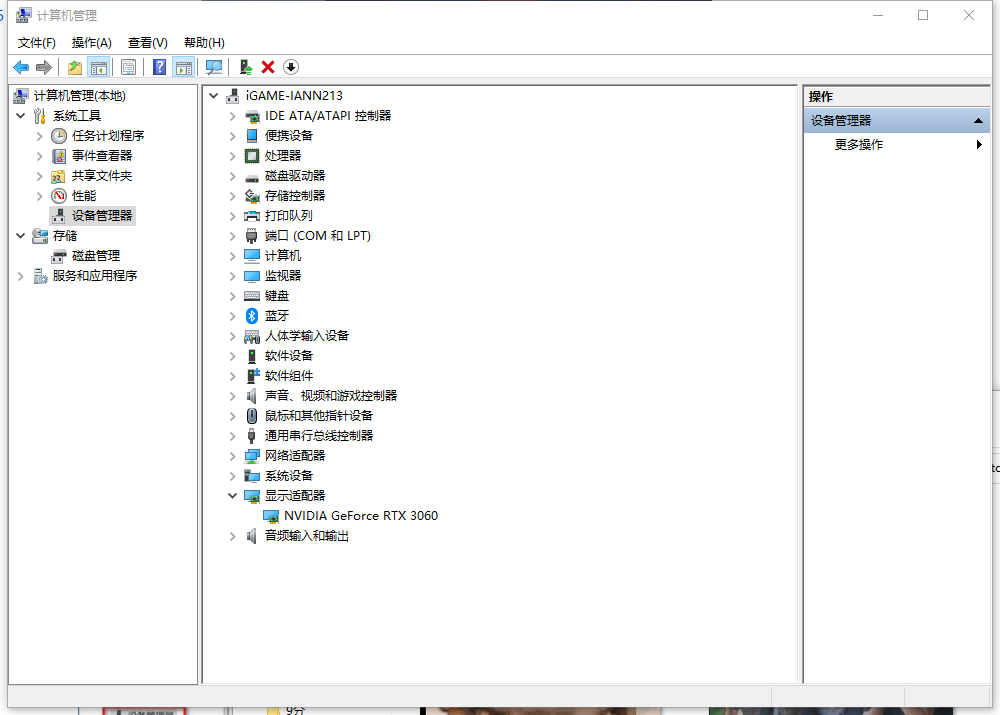 计算机管理
文件(F) 操作(A) 查看(V) 帮助(H)
计算机管理(本地)
系统工具
任务计划程序
事件查看器
共享文件夹
性能
设备管理器
存储
磁盘管理
服务和应用程序
iGAME-IANN213
IDE ATA/ATAPI 控制器
便携设备
处理器
磁盘驱动器
存储控制器
打印队列
端口 (COM 和 LPT)
计算机
监视器
键盘
蓝牙
人体学输入设备
软件设备
软件组件
声音、视频和游戏控制器
鼠标和其他指针设备
通用串行总线控制器
网络适配器
系统设备
显示适配器
NVIDIA GeForce RTX 3060
音频输入和输出
操作
设备管理器
更多操作
9分